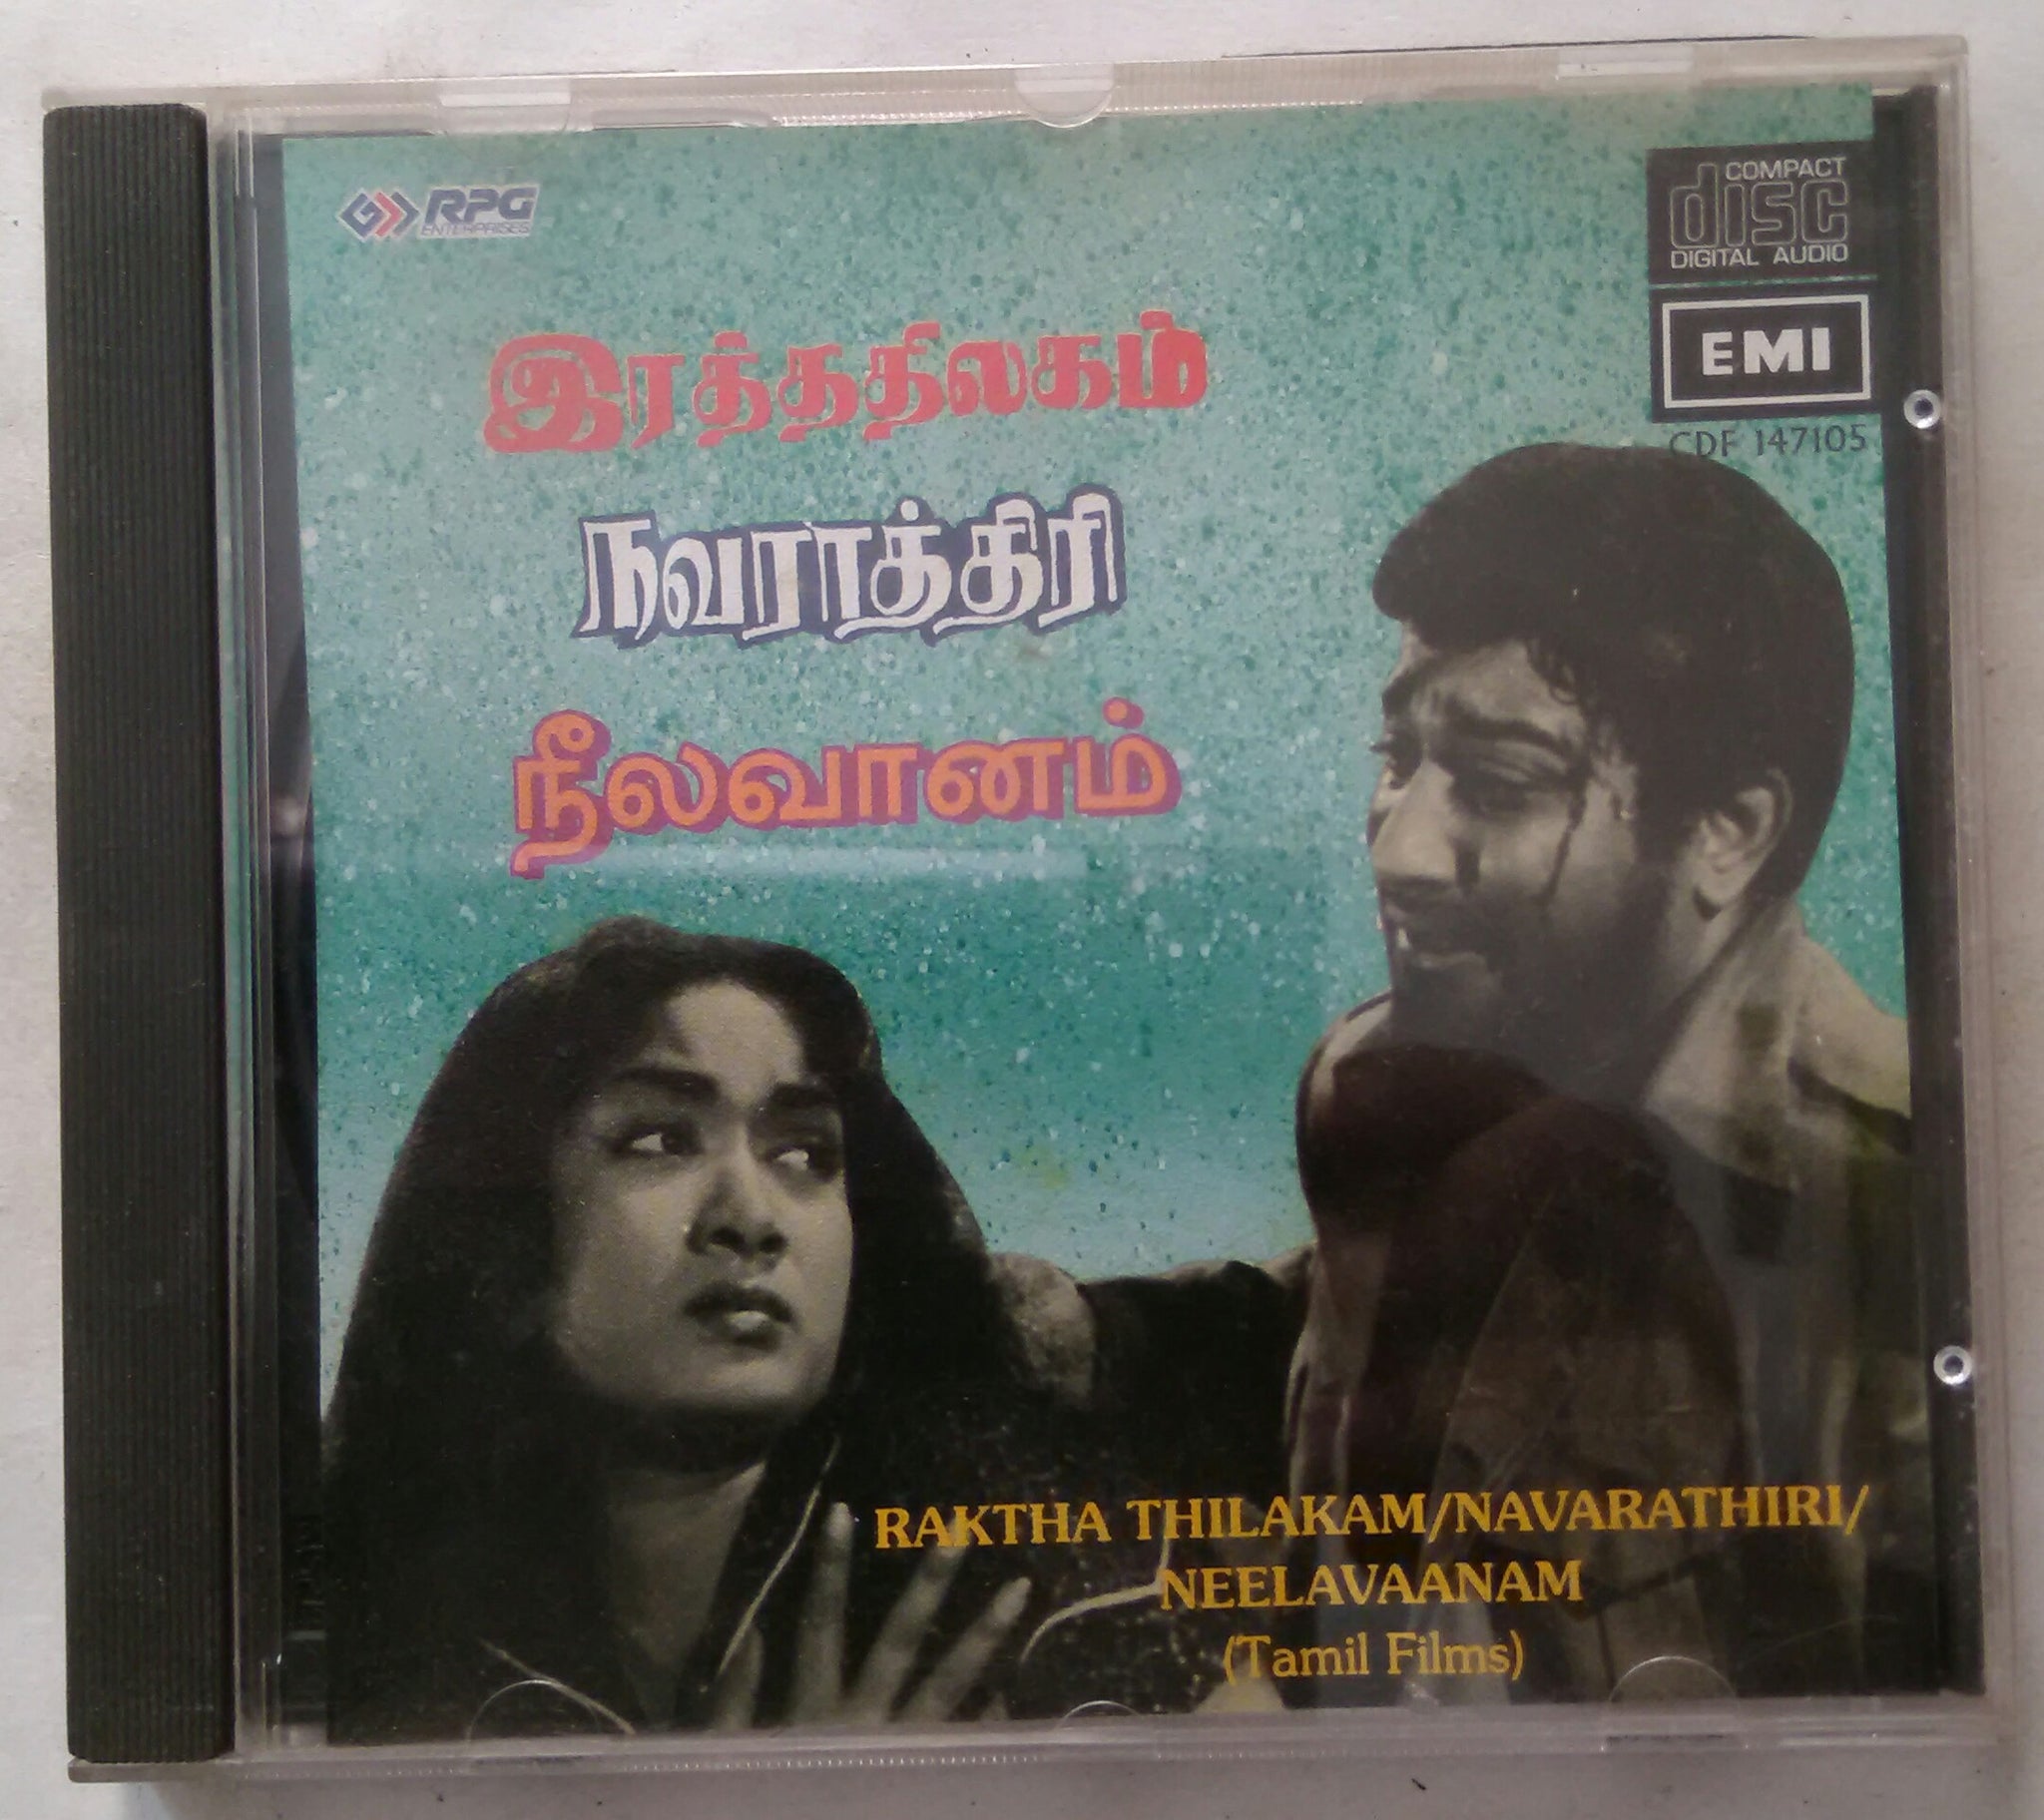 RPG
ENTERPRISES
COMPACT
disc
DIGITAL AUDIO
EMI
CDF 147105
இரத்ததிலகம்
நவராத்திரி
நீலவானம்
RAKTHA THILAKAM/NAVARATHIRI/
NEELAVAANAM
(Tamil Films)